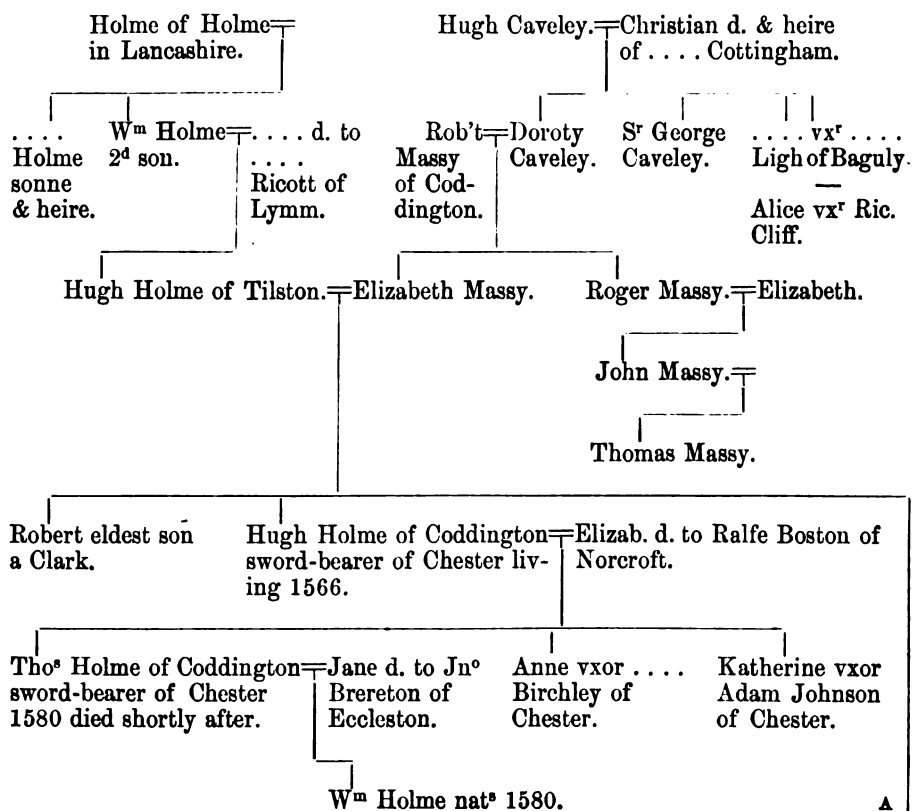 Holme of Holme
in Lancashire.
Hugh Caveley. Christian d. & heire
of . . . . Cottingham.
. . . .
Holme
sonne
& heire.
Wᵐ Holme
2ᵈ son.
. . . . d. to
. . . .
Ricott of
Lymm.
Rob't
Massy
of Cod-
dington.
Doroty
Caveley.
Sʳ George
Caveley.
. . . . vxʳ . . . .
Ligh of Baguly.
Alice vxʳ Ric.
Cliff.
Hugh Holme of Tilston. Elizabeth Massy. Roger Massy. Elizabeth.
John Massy.
Thomas Massy.
Robert eldest son
a Clark.
Hugh Holme of Coddington
sword-bearer of Chester liv-
ing 1566.
Elizab. d. to Ralfe Boston of
Norcroft.
Thoˢ Holme of Coddington
sword-bearer of Chester
1580 died shortly after.
Jane d. to Jnᵒ
Brereton of
Eccleston.
Anne vxor . . . .
Birchley of
Chester.
Katherine vxor
Adam Johnson
of Chester.
Wᵐ Holme natˢ 1580.
A